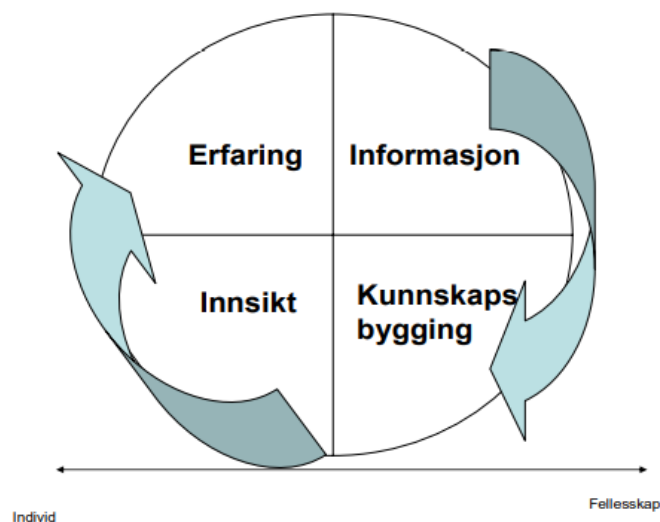 Erfaring
Informasjon
Innsikt
Kunnskaps
bygging
Individ
Fellesskap